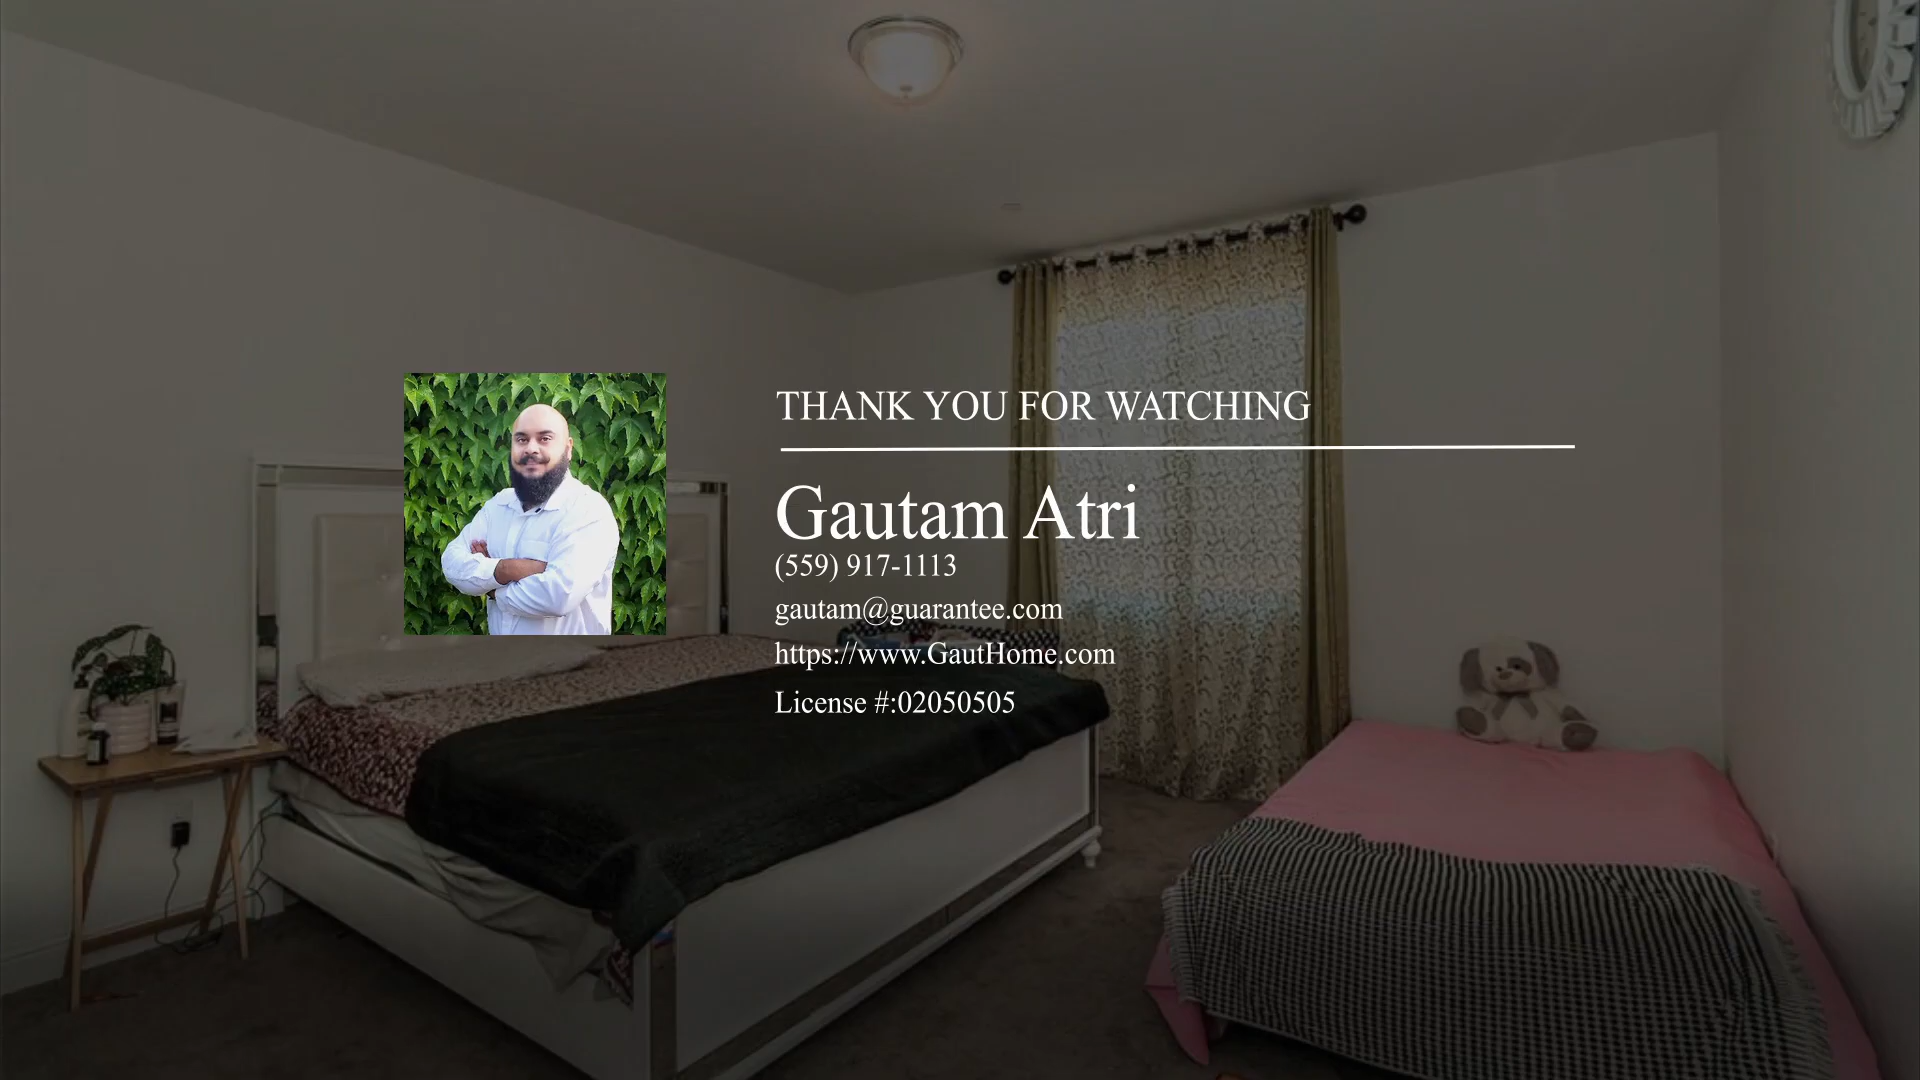 THANK YOU FOR WATCHING
Gautam Atri
(559) 917-1113
gautam@guarantee.com
https://www.GautHome.com
License #:02050505